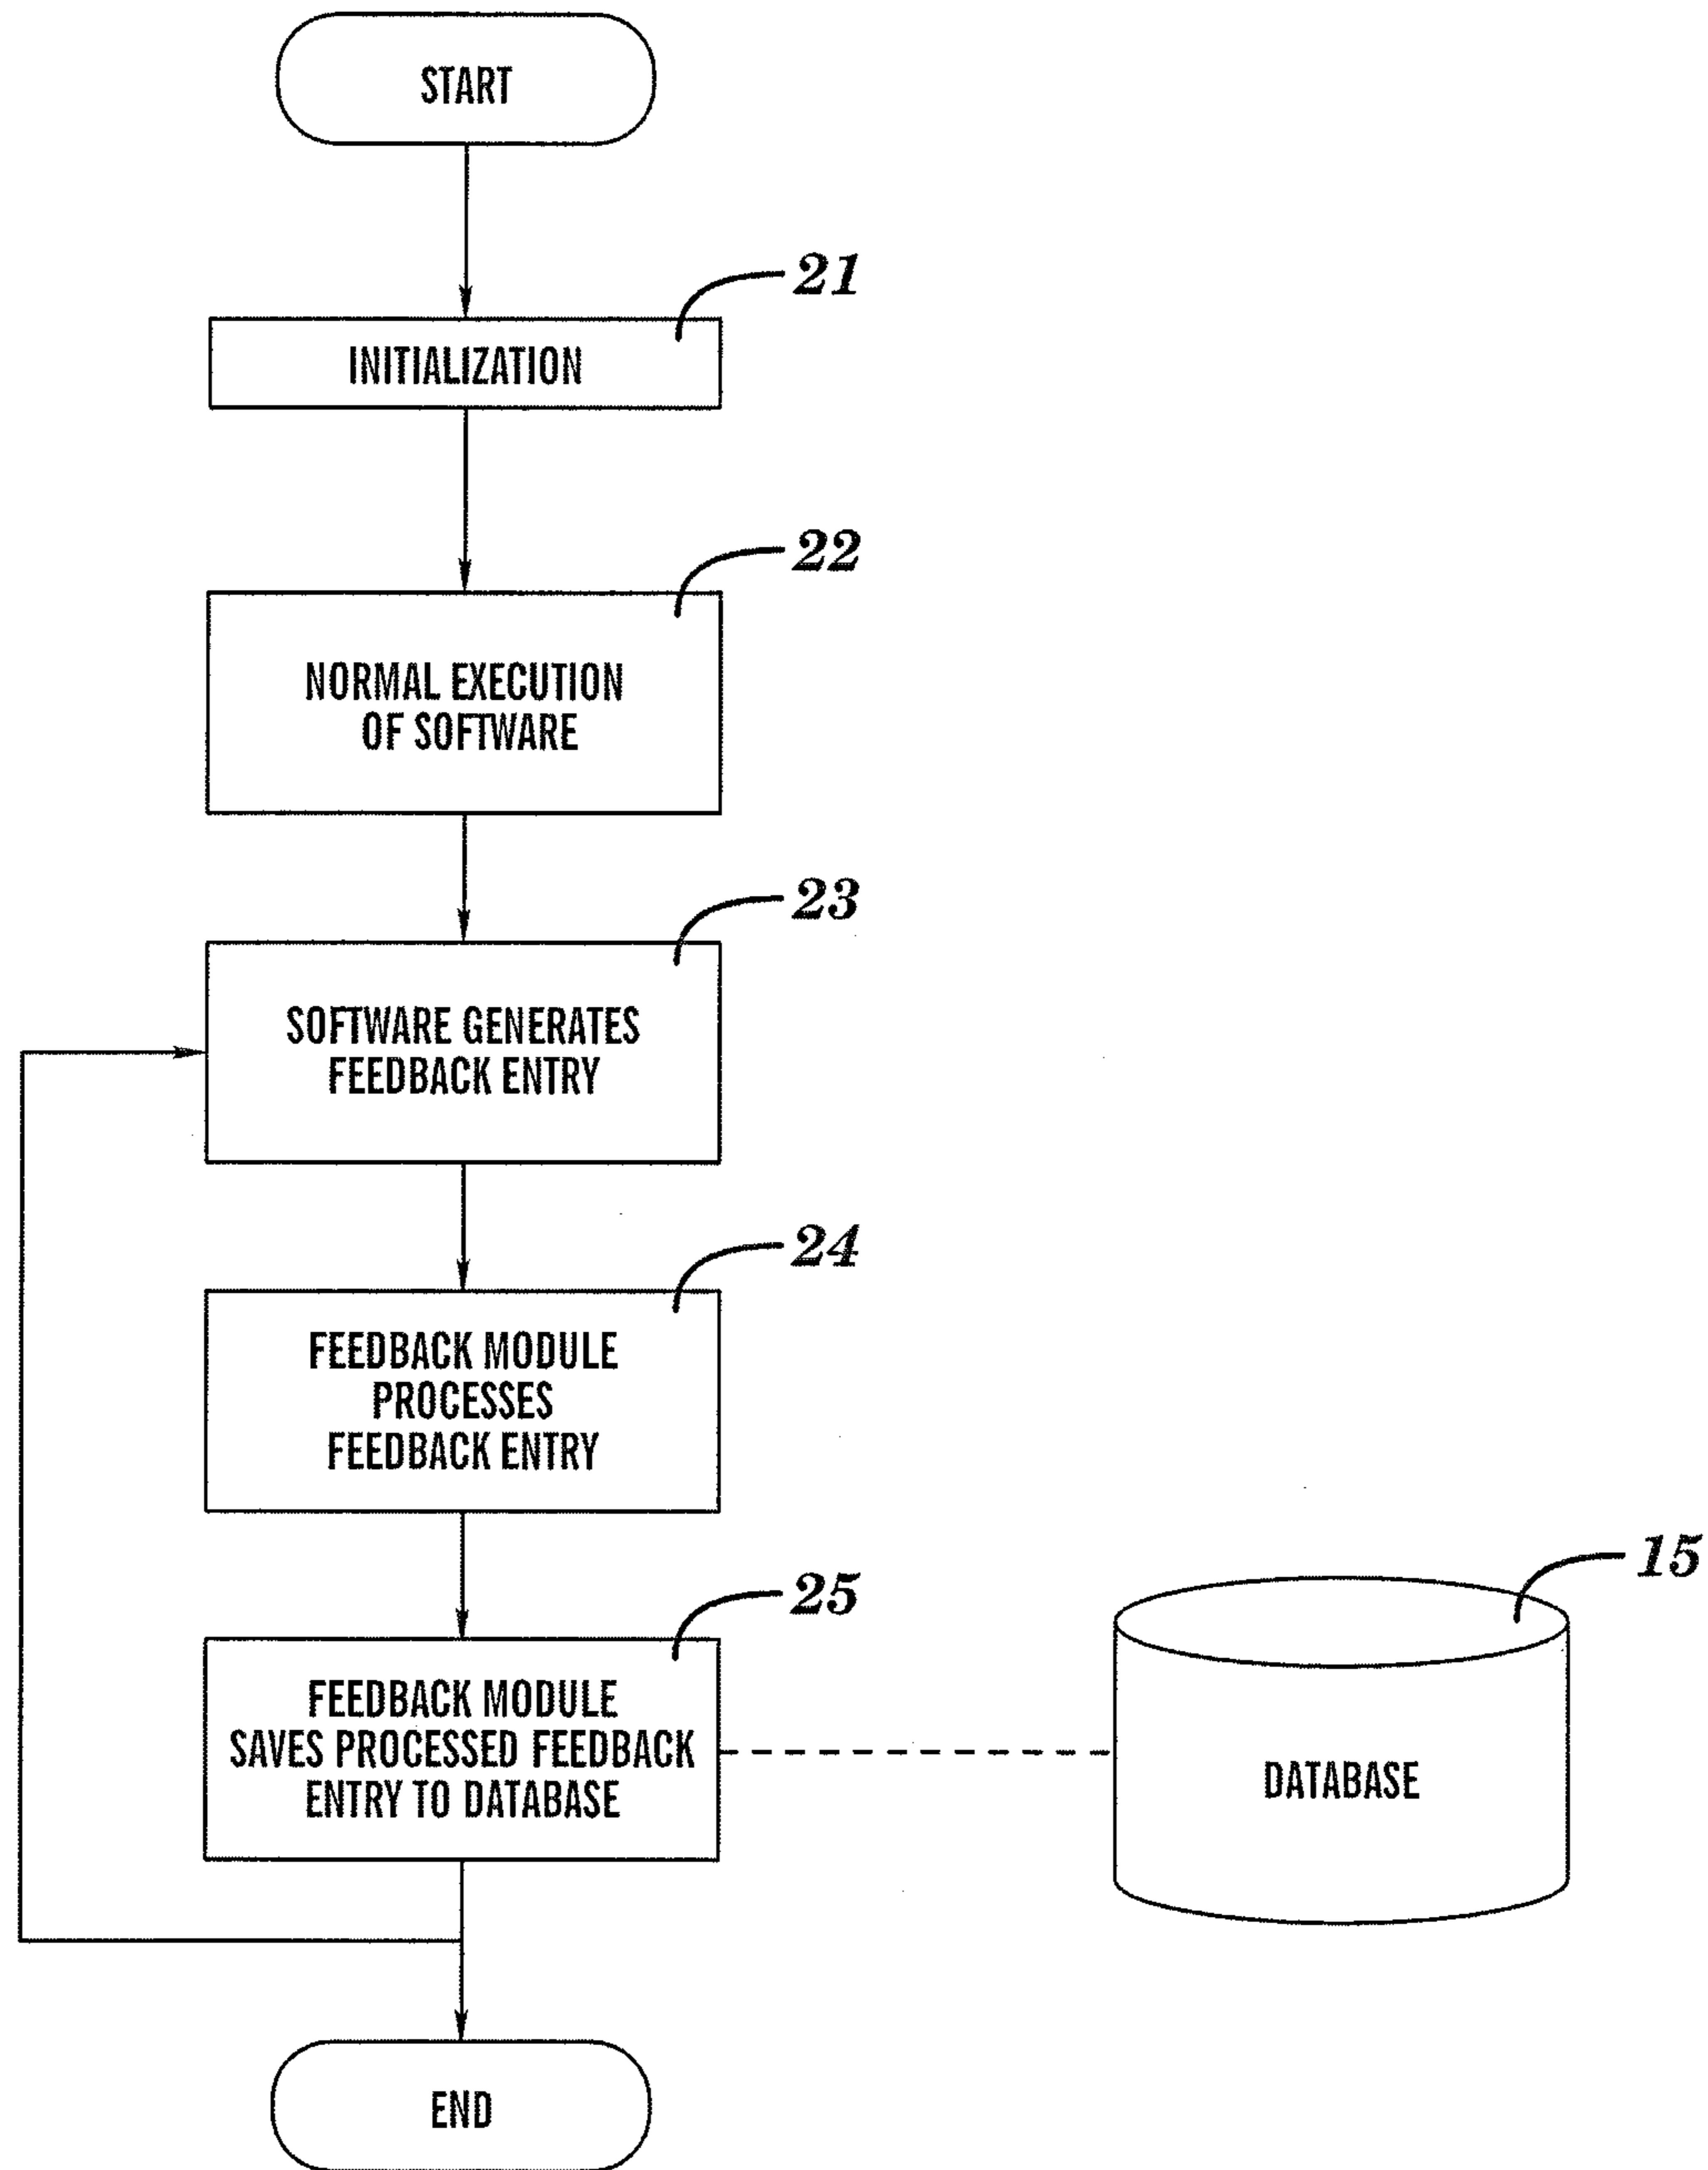 START
21
INITIALIZATION
22
NORMAL EXECUTION
OF SOFTWARE
23
SOFTWARE GENERATES
FEEDBACK ENTRY
24
FEEDBACK MODULE
PROCESSES
FEEDBACK ENTRY
25
FEEDBACK MODULE
SAVES PROCESSED FEEDBACK
ENTRY TO DATABASE
15
DATABASE
END